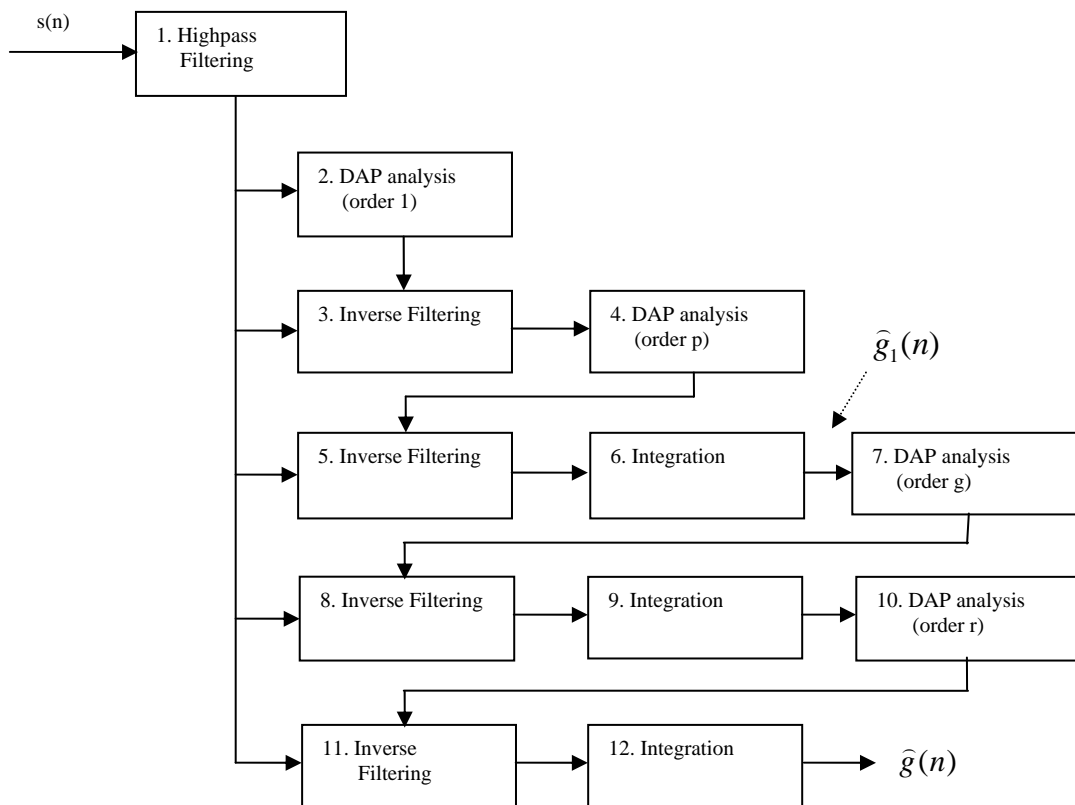 s(n)
1. Highpass
Filtering
2. DAP analysis
(order 1)
3. Inverse Filtering
4. DAP analysis
(order p)
ĝ₁(n)
5. Inverse Filtering
6. Integration
7. DAP analysis
(order g)
8. Inverse Filtering
9. Integration
10. DAP analysis
(order r)
11. Inverse
Filtering
12. Integration
ĝ(n)